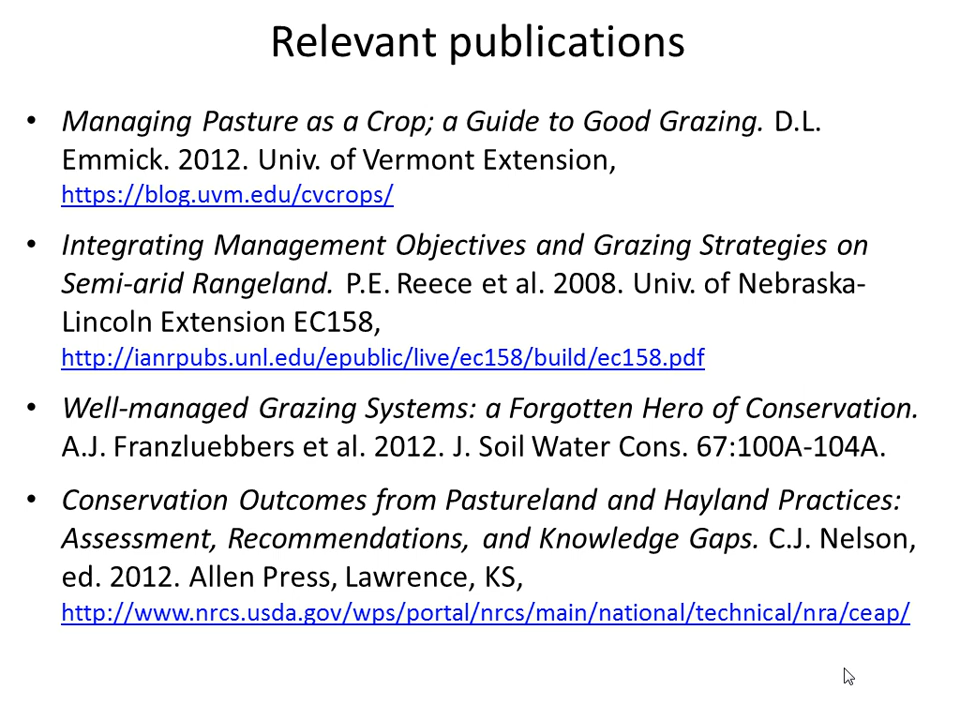 Relevant publications
• Managing Pasture as a Crop; a Guide to Good Grazing. D.L.
Emmick. 2012. Univ. of Vermont Extension,
https://blog.uvm.edu/cvcrops/
• Integrating Management Objectives and Grazing Strategies on
Semi-arid Rangeland. P.E. Reece et al. 2008. Univ. of Nebraska-
Lincoln Extension EC158,
http://ianrpubs.unl.edu/epublic/live/ec158/build/ec158.pdf
• Well-managed Grazing Systems: a Forgotten Hero of Conservation.
A.J. Franzluebbers et al. 2012. J. Soil Water Cons. 67:100A-104A.
• Conservation Outcomes from Pastureland and Hayland Practices:
Assessment, Recommendations, and Knowledge Gaps. C.J. Nelson,
ed. 2012. Allen Press, Lawrence, KS,
http://www.nrcs.usda.gov/wps/portal/nrcs/main/national/technical/nra/ceap/